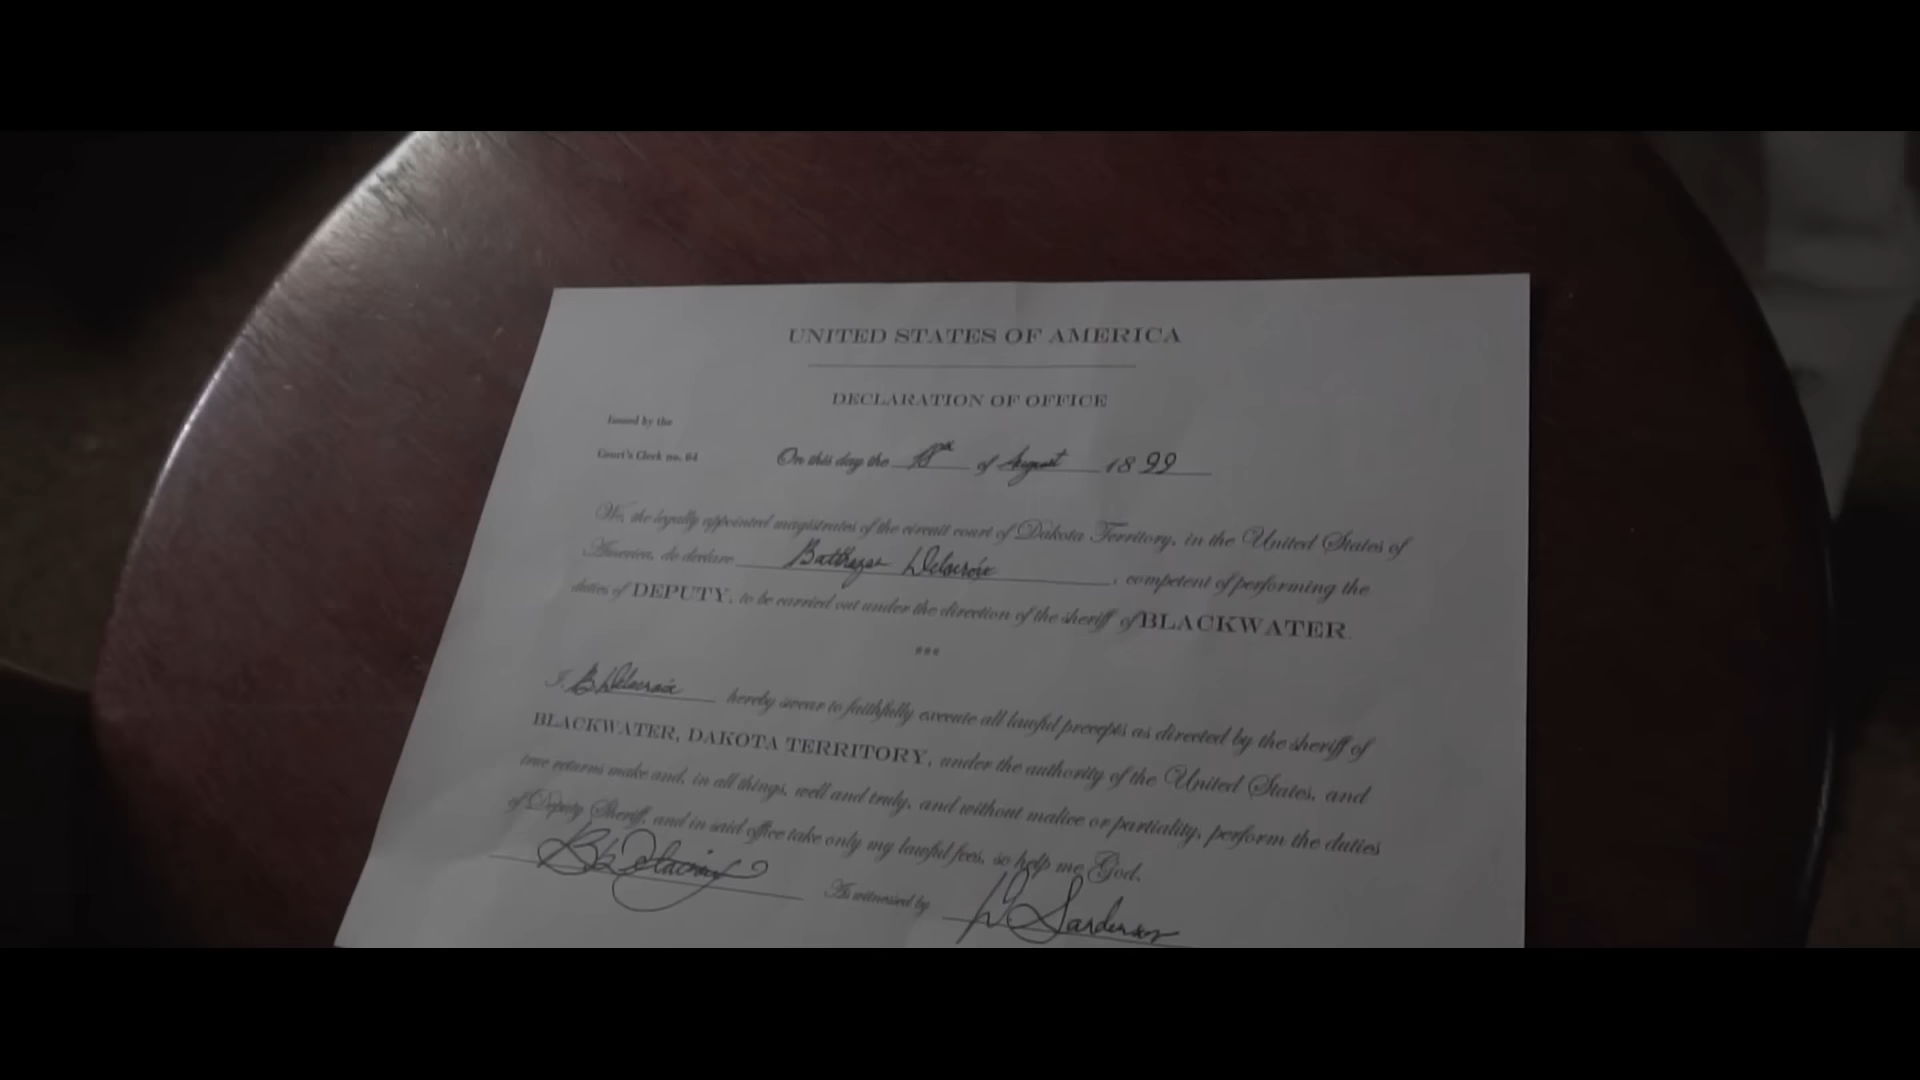 UNITED STATES OF AMERICA
DECLARATION OF OFFICE
Issued by the
Court's Clerk no. 64
On this day the of August 1899
We, the legally appointed magistrates of the circuit court of Dakota Territory, in the United States of
America, do declare Balthazar Delacroix, competent of performing the
duties of DEPUTY, to be carried out under the direction of the sheriff of BLACKWATER.
***
I, B Delacroix hereby swear to faithfully execute all lawful precepts as directed by the sheriff of
BLACKWATER, DAKOTA TERRITORY, under the authority of the United States, and
true returns make and, in all things, well and truly, and without malice or partiality, perform the duties
of Deputy Sheriff, and in said office take only my lawful fees, so help me God.
B Delacroix As witnessed by Sanderson